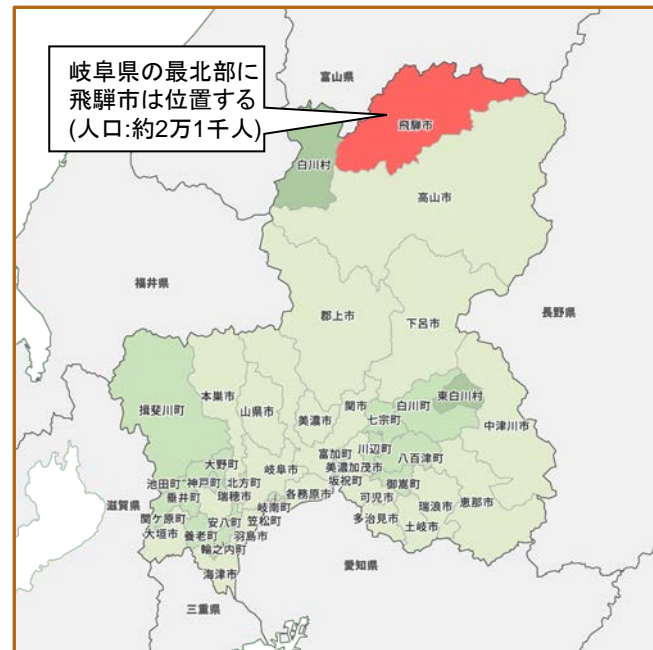 岐阜県の最北部に
飛騨市は位置する
(人口:約2万1千人)
富山県
飛騨市
白川村
高山市
福井県
郡上市
下呂市
長野県
揖斐川町
本巣市
山県市
美濃市
関市
七宗町
白川町
東白川村
中津川市
大野町
富加町
川辺町
八百津町
池田町
神戸町
北方町
岐阜市
美濃加茂市
坂祝町
御嵩町
滋賀県
垂井町
瑞穂市
各務原市
可児市
瑞浪市
恵那市
関ケ原町
安八町
笠松町
岐南町
多治見市
土岐市
大垣市
養老町
羽島市
輪之内町
海津市
愛知県
三重県